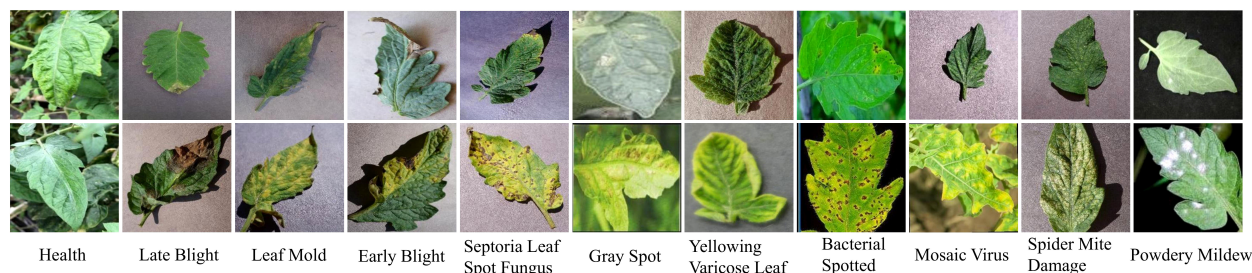 Health
Late Blight
Leaf Mold
Early Blight
Septoria Leaf
Spot Fungus
Gray Spot
Yellowing
Varicose Leaf
Bacterial
Spotted
Mosaic Virus
Spider Mite
Damage
Powdery Mildew